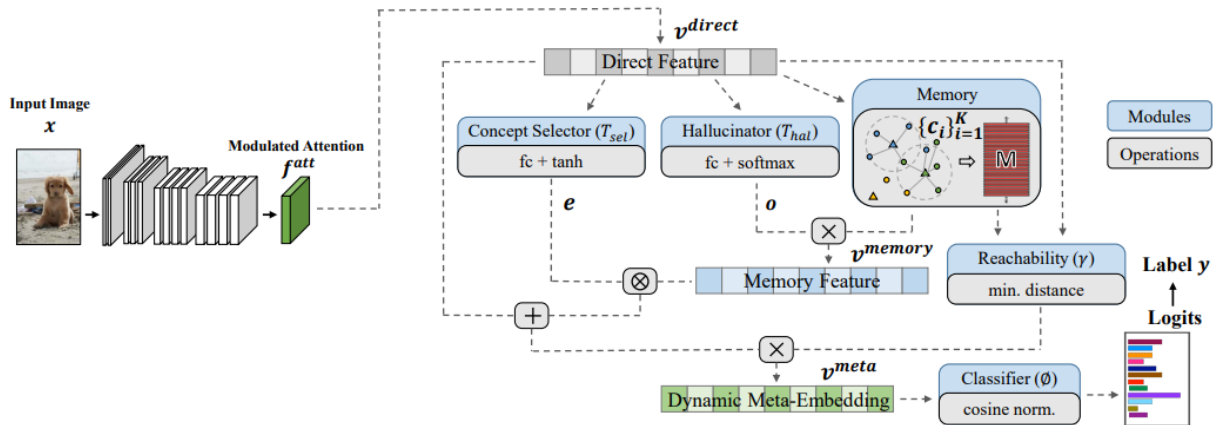 v^direct
Direct Feature
Input Image
x
Modulated Attention
f^att
Concept Selector (T_sel)
fc + tanh
Hallucinator (T_hal)
fc + softmax
Memory
{c_i}_{i=1}^K
⇨
M
Modules
Operations
e
o
×
v^memory
Memory Feature
⊗
Reachability (γ)
min. distance
Label y
Logits
+
×
v^meta
Dynamic Meta-Embedding
Classifier (∅)
cosine norm.